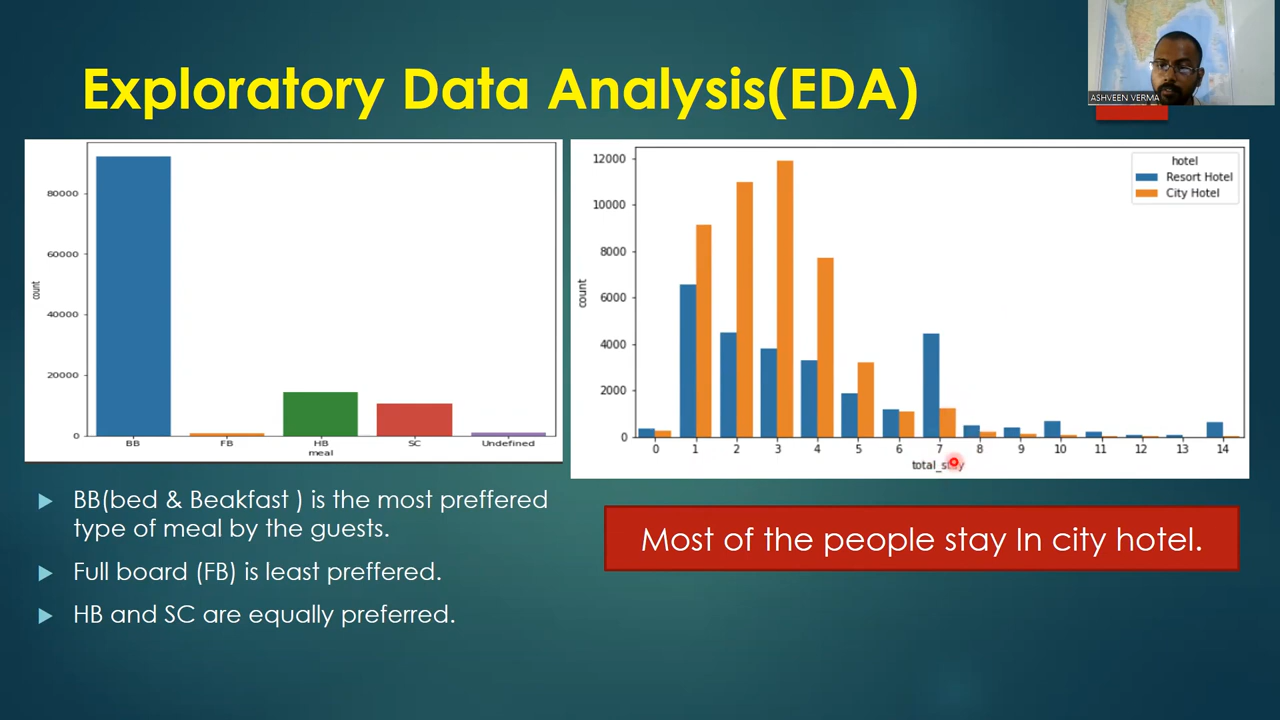 Exploratory Data Analysis(EDA)
ASHVEEN VERMA
80000
60000
40000
20000
0
count
BB FB HB SC Undefined
meal
12000
10000
8000
6000
4000
2000
0
count
hotel
Resort Hotel
City Hotel
0 1 2 3 4 5 6 7 8 9 10 11 12 13 14
total_stay
BB(bed & Beakfast ) is the most preffered
type of meal by the guests.
Full board (FB) is least preffered.
HB and SC are equally preferred.
Most of the people stay In city hotel.